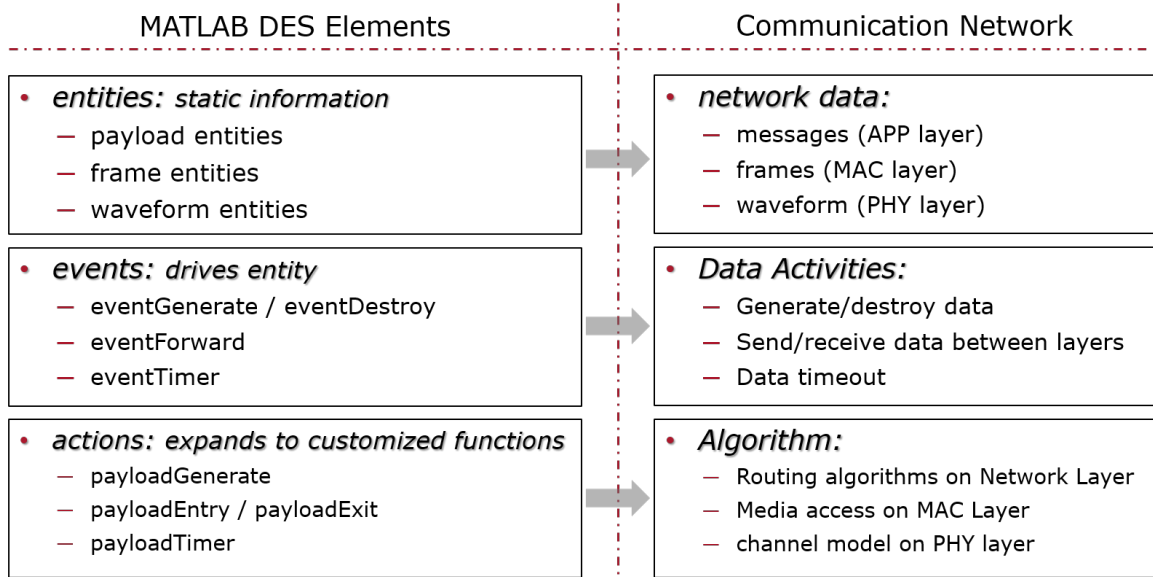 MATLAB DES Elements
Communication Network
• entities: static information
— payload entities
— frame entities
— waveform entities
• network data:
— messages (APP layer)
— frames (MAC layer)
— waveform (PHY layer)
• events: drives entity
— eventGenerate / eventDestroy
— eventForward
— eventTimer
• Data Activities:
— Generate/destroy data
— Send/receive data between layers
— Data timeout
• actions: expands to customized functions
— payloadGenerate
— payloadEntry / payloadExit
— payloadTimer
• Algorithm:
— Routing algorithms on Network Layer
— Media access on MAC Layer
— channel model on PHY layer